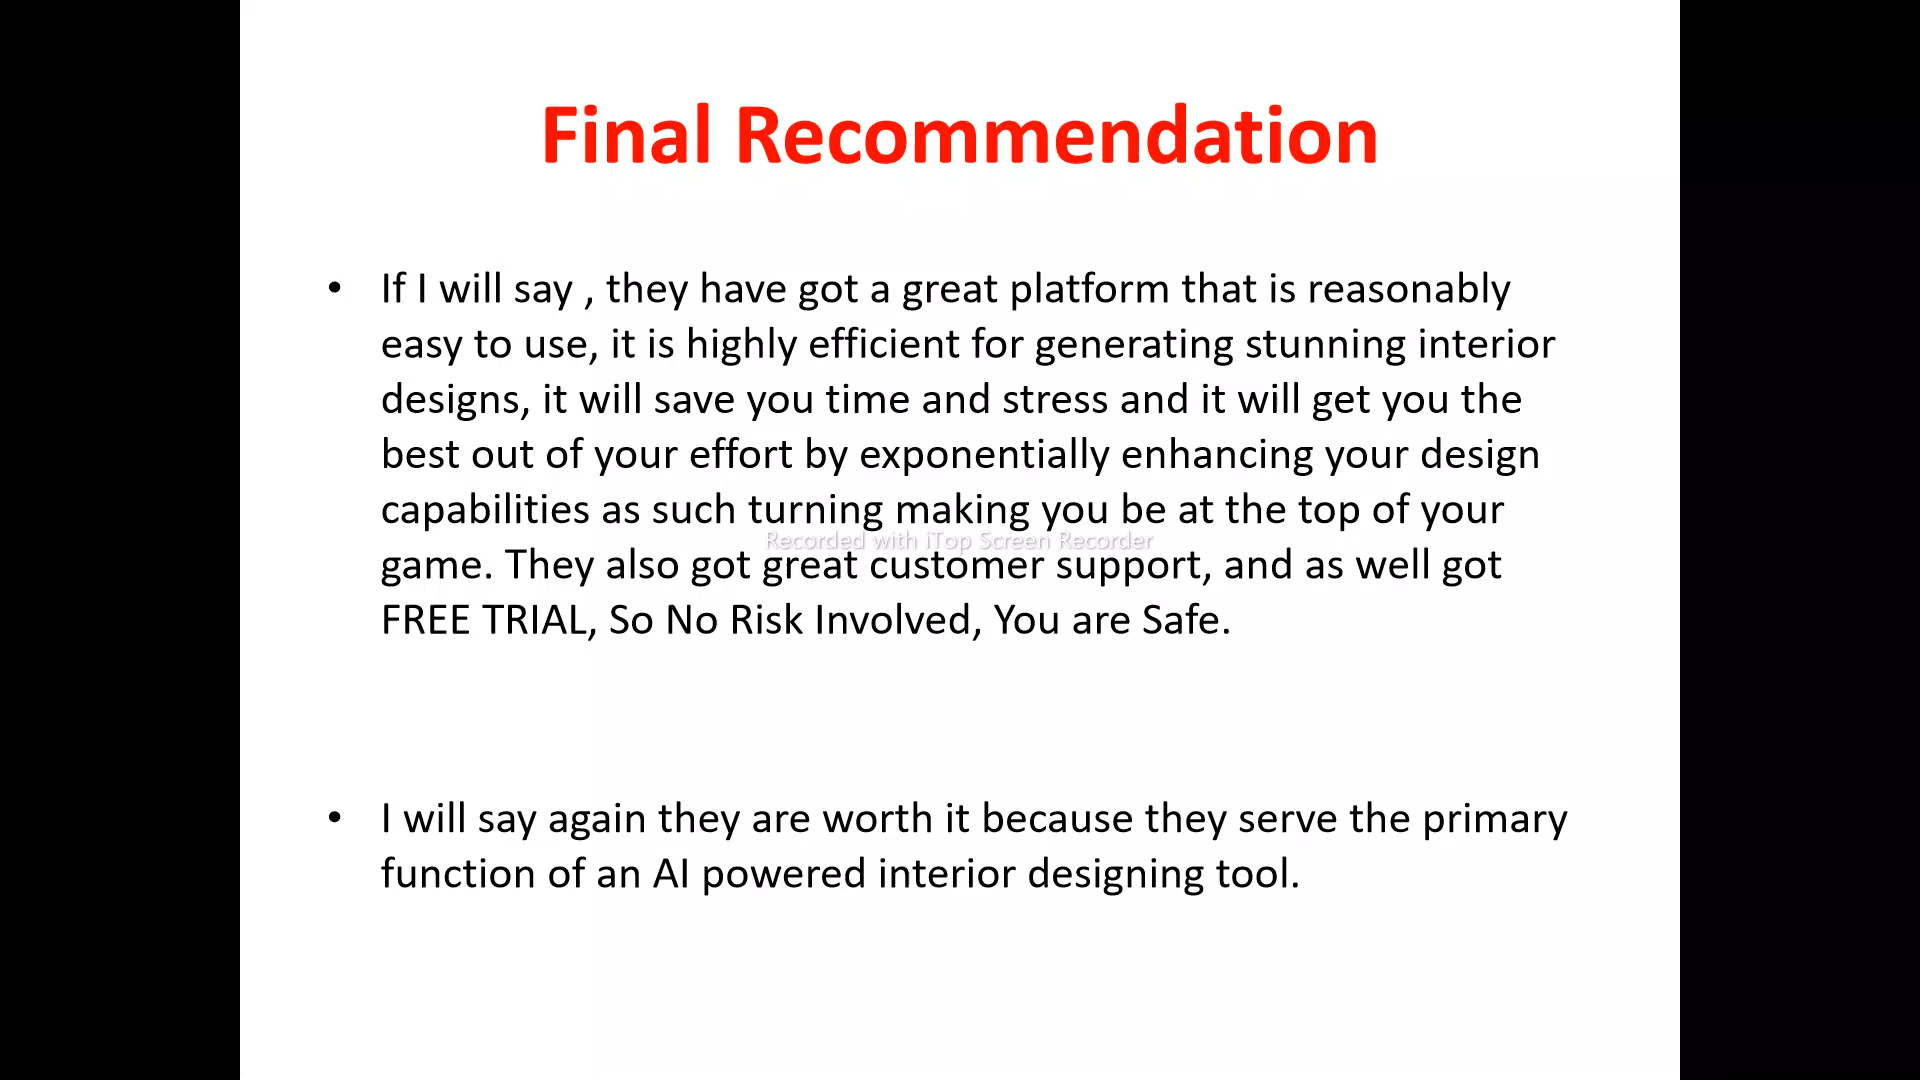 Final Recommendation
• If I will say , they have got a great platform that is reasonably
easy to use, it is highly efficient for generating stunning interior
designs, it will save you time and stress and it will get you the
best out of your effort by exponentially enhancing your design
capabilities as such turning making you be at the top of your
Recorded with iTop Screen Recorder
game. They also got great customer support, and as well got
FREE TRIAL, So No Risk Involved, You are Safe.
• I will say again they are worth it because they serve the primary
function of an AI powered interior designing tool.